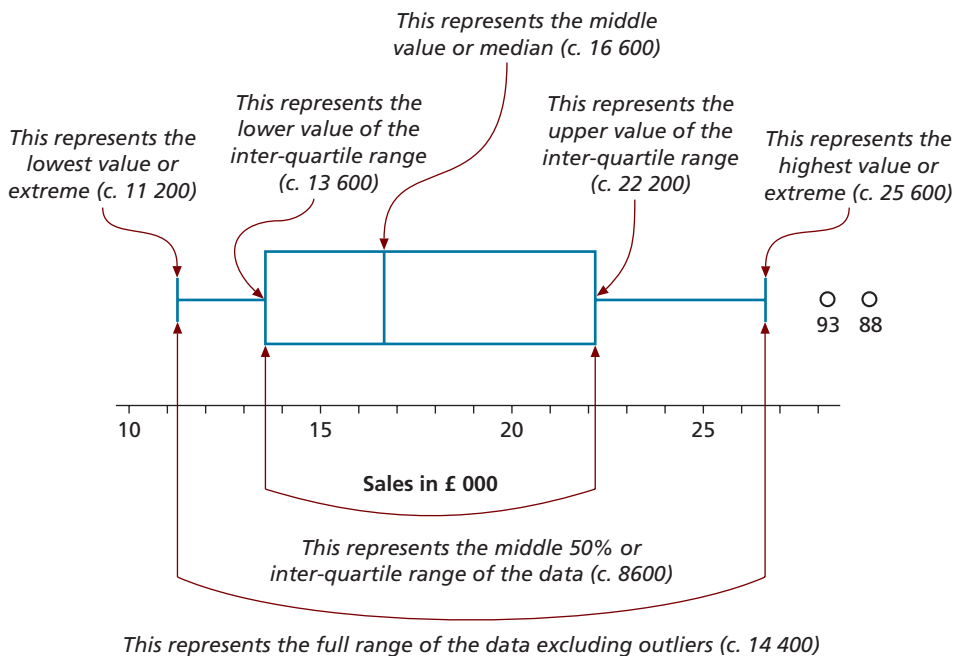 This represents the middle
value or median (c. 16 600)
This represents the
lower value of the
inter-quartile range
(c. 13 600)
This represents the
upper value of the
inter-quartile range
(c. 22 200)
This represents the
lowest value or
extreme (c. 11 200)
This represents the
highest value or
extreme (c. 25 600)
93 88
10 15 20 25
Sales in £ 000
This represents the middle 50% or
inter-quartile range of the data (c. 8600)
This represents the full range of the data excluding outliers (c. 14 400)